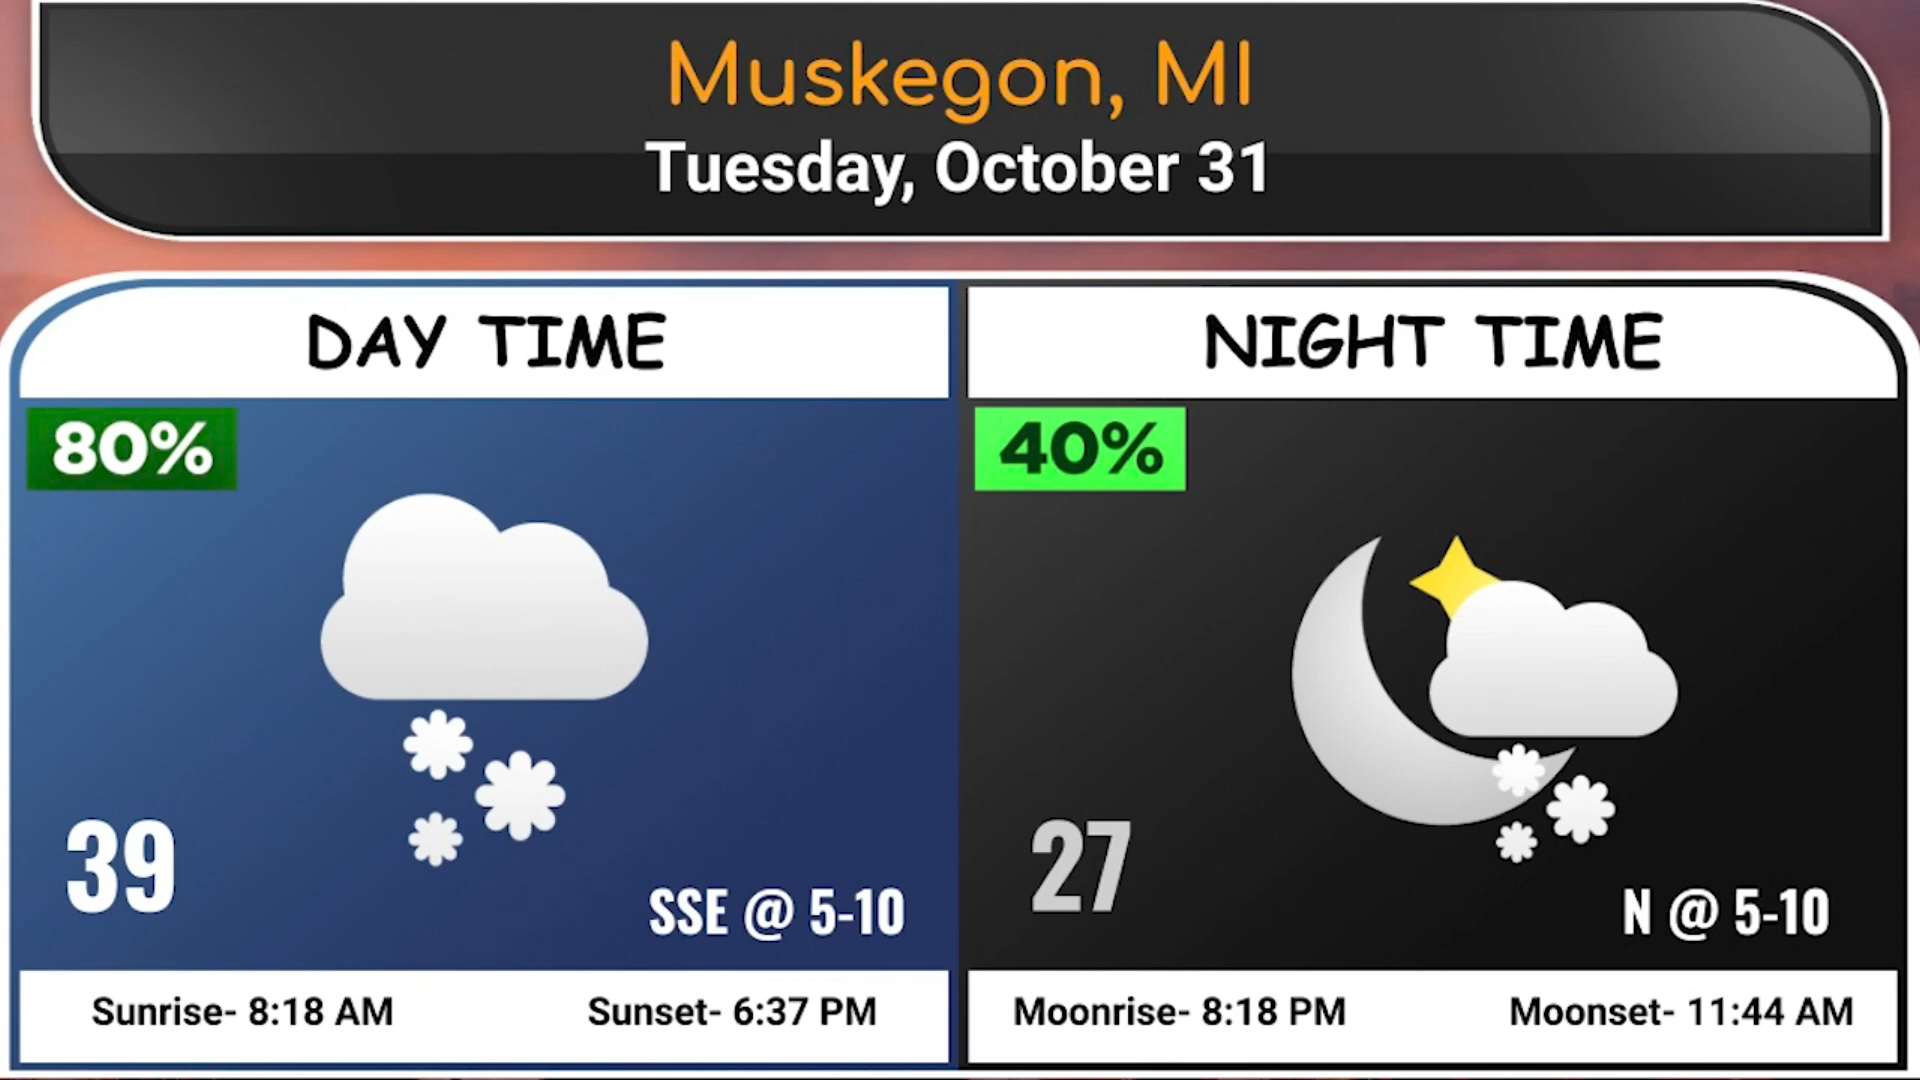 Muskegon, MI
Tuesday, October 31
DAY TIME
80%
39
SSE @ 5-10
Sunrise- 8:18 AM
Sunset- 6:37 PM
NIGHT TIME
40%
27
N @ 5-10
Moonrise- 8:18 PM
Moonset- 11:44 AM